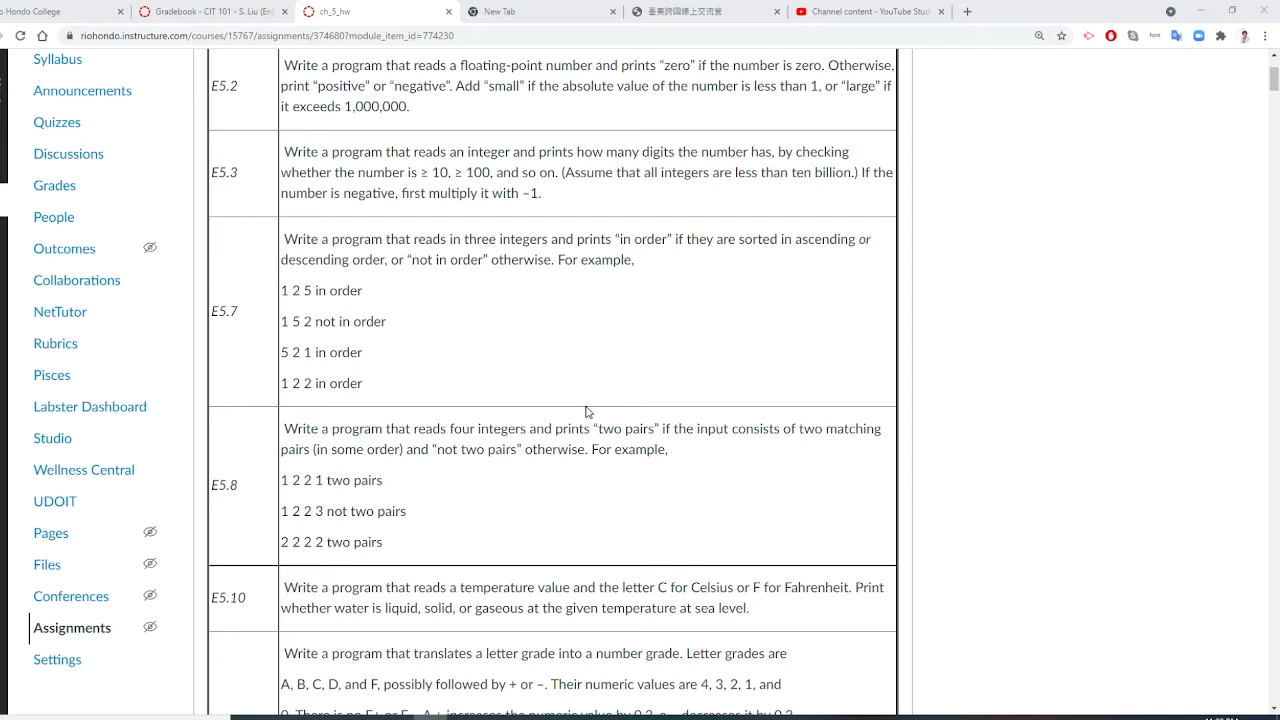 o Hondo College
Gradebook - CIT 101 - S. Liu (Enl
ch_5_hw
New Tab
臺美跨國線上交流營
Channel content - YouTube Stud
riohondo.instructure.com/courses/15767/assignments/374680?module_item_id=774230
Syllabus
Announcements
Quizzes
Discussions
Grades
People
Outcomes
Collaborations
NetTutor
Rubrics
Pisces
Labster Dashboard
Studio
Wellness Central
UDOIT
Pages
Files
Conferences
Assignments
Settings
E5.2
Write a program that reads a floating-point number and prints “zero” if the number is zero. Otherwise,
print “positive” or “negative”. Add “small” if the absolute value of the number is less than 1, or “large” if
it exceeds 1,000,000.
E5.3
Write a program that reads an integer and prints how many digits the number has, by checking
whether the number is ≥ 10, ≥ 100, and so on. (Assume that all integers are less than ten billion.) If the
number is negative, first multiply it with –1.
E5.7
Write a program that reads in three integers and prints “in order” if they are sorted in ascending or
descending order, or “not in order” otherwise. For example,
1 2 5 in order
1 5 2 not in order
5 2 1 in order
1 2 2 in order
E5.8
Write a program that reads four integers and prints “two pairs” if the input consists of two matching
pairs (in some order) and “not two pairs” otherwise. For example,
1 2 2 1 two pairs
1 2 2 3 not two pairs
2 2 2 2 two pairs
E5.10
Write a program that reads a temperature value and the letter C for Celsius or F for Fahrenheit. Print
whether water is liquid, solid, or gaseous at the given temperature at sea level.
Write a program that translates a letter grade into a number grade. Letter grades are
A, B, C, D, and F, possibly followed by + or –. Their numeric values are 4, 3, 2, 1, and